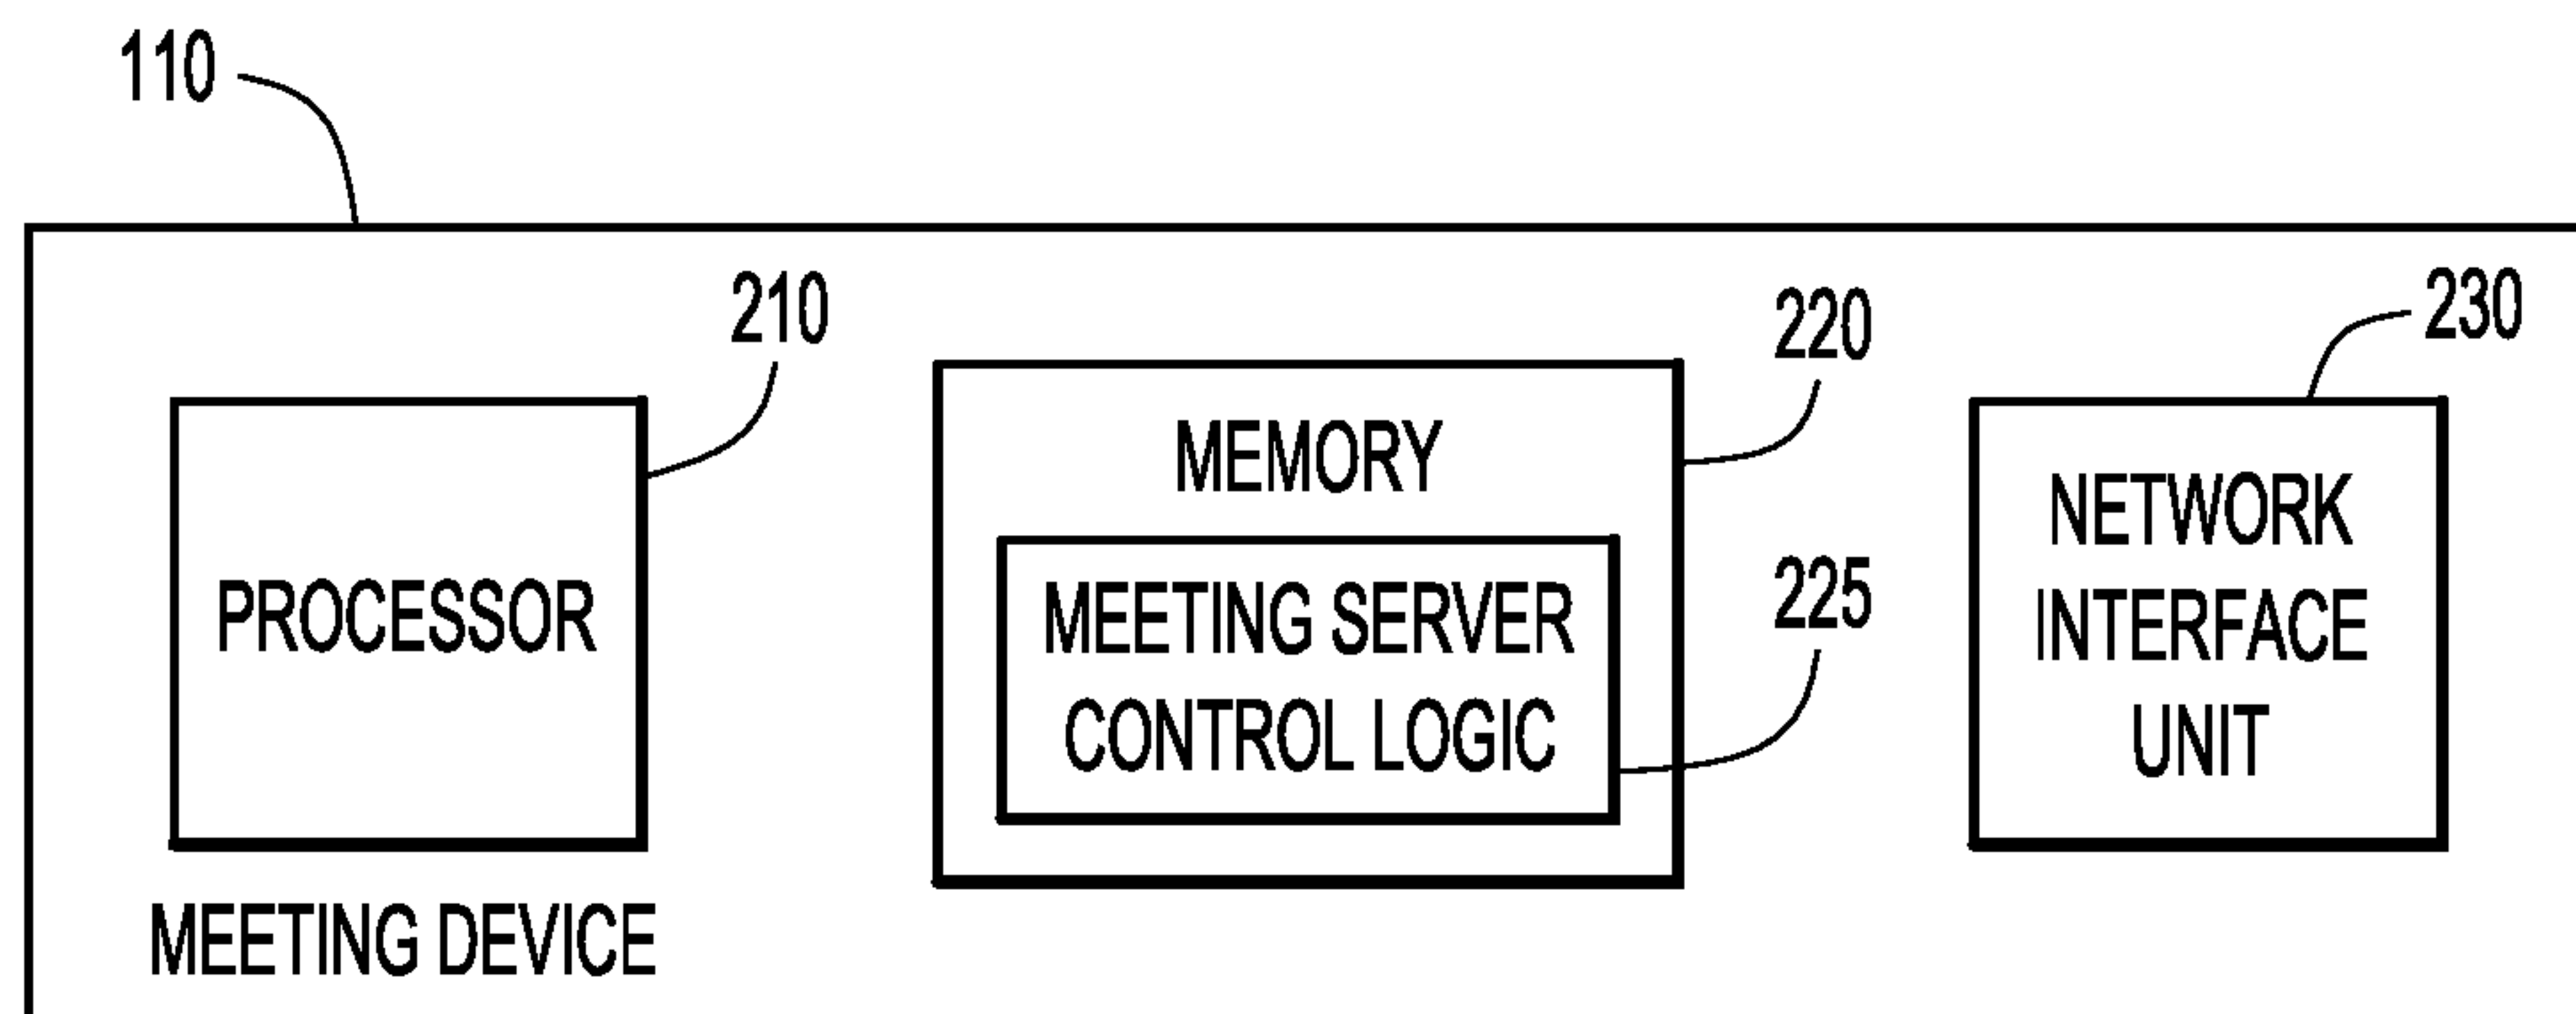 110
210
220
230
PROCESSOR
MEMORY
MEETING SERVER
CONTROL LOGIC
225
NETWORK
INTERFACE
UNIT
MEETING DEVICE